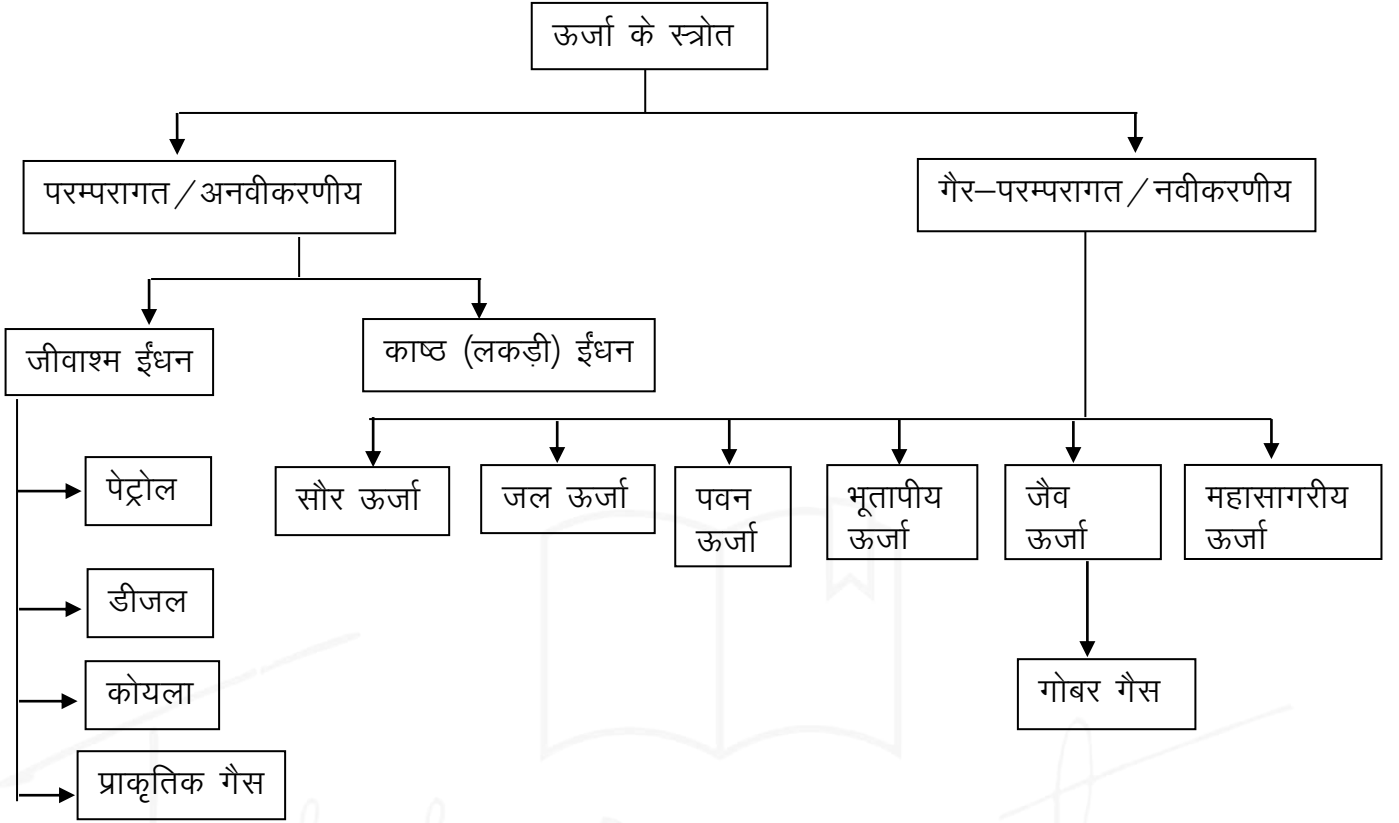 ऊर्जा के स्त्रोत
परम्परागत/अनवीकरणीय
गैर–परम्परागत/नवीकरणीय
जीवाश्म ईंधन
काष्ठ (लकड़ी) ईंधन
पेट्रोल
डीजल
कोयला
प्राकृतिक गैस
सौर ऊर्जा
जल ऊर्जा
पवन
ऊर्जा
भूतापीय
ऊर्जा
जैव
ऊर्जा
महासागरीय
ऊर्जा
गोबर गैस